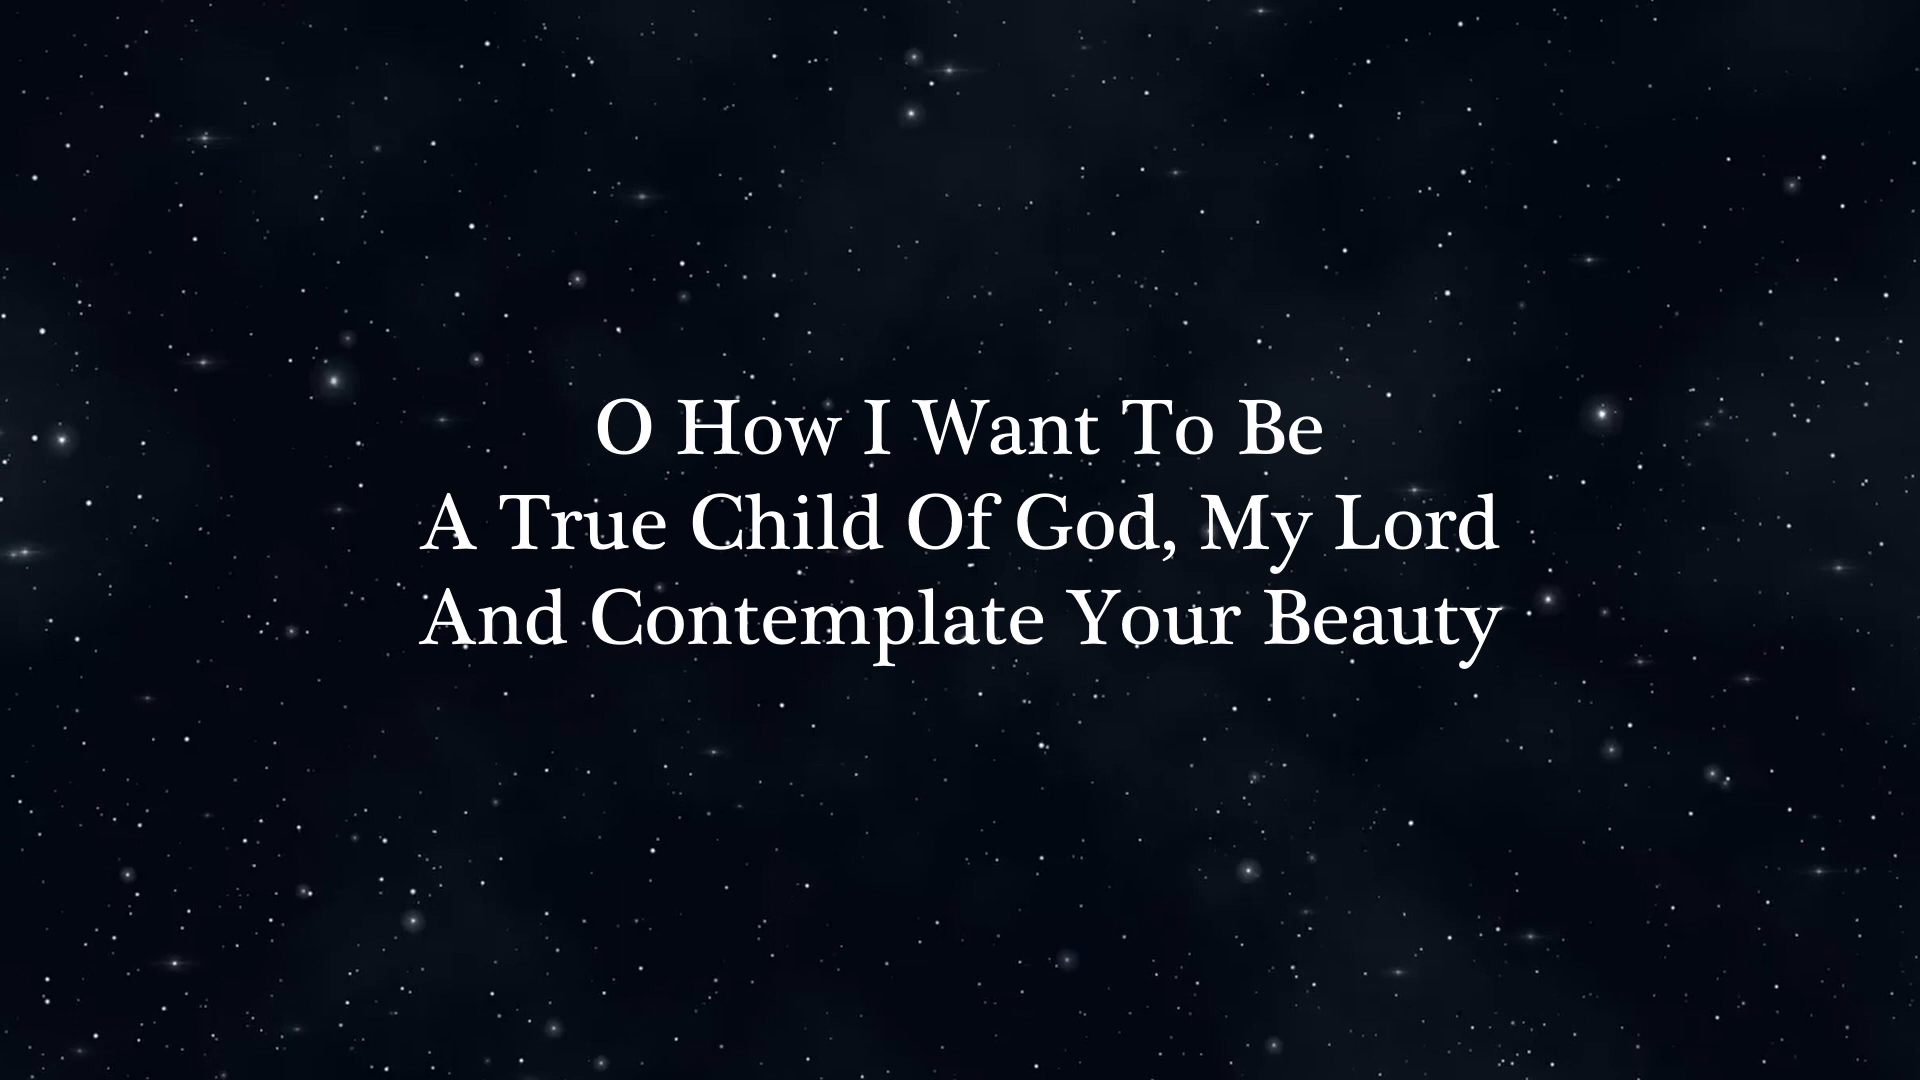 O How I Want To Be
A True Child Of God, My Lord
And Contemplate Your Beauty